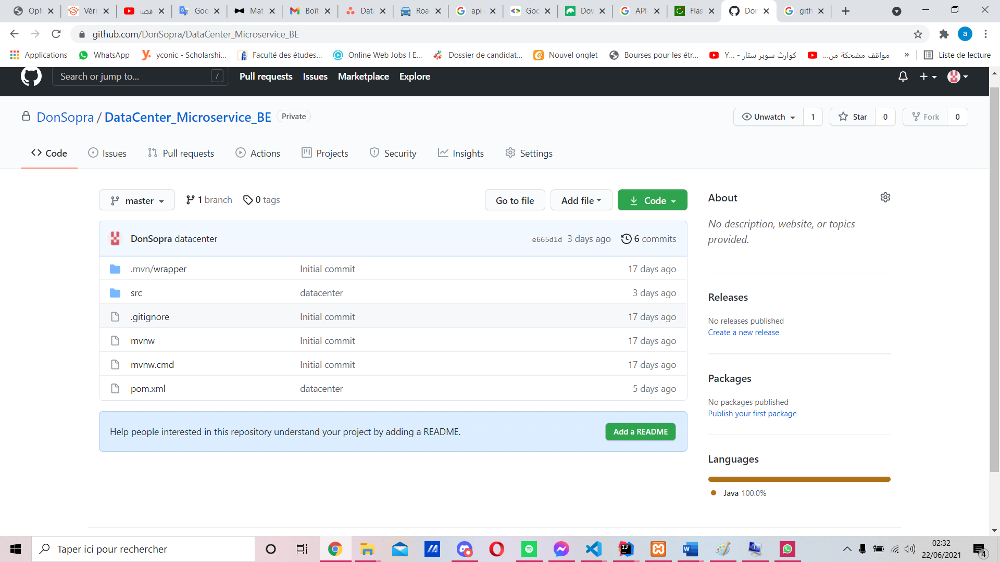 OpN
Véri
قصة
Goo
Mat
Boît
Data
Roa
api
Goo
Dow
API
Flas
Don
gith
github.com/DonSopra/DataCenter_Microservice_BE
a
Applications
WhatsApp
yconic - Scholarshi...
Faculté des études...
Online Web Jobs I E...
Dossier de candidat...
Nouvel onglet
Bourses pour les étr...
Y... - كوارث سوبر ستار
مواقف مضحكة من...
»
Liste de lecture
Search or jump to...
/
Pull requests
Issues
Marketplace
Explore
DonSopra / DataCenter_Microservice_BE
Private
Unwatch
1
Star
0
Fork
0
Code
Issues
Pull requests
Actions
Projects
Security
Insights
Settings
master
1 branch
0 tags
Go to file
Add file
Code
DonSopra datacenter
e665d1d 3 days ago
6 commits
.mvn/wrapper
Initial commit
17 days ago
src
datacenter
3 days ago
.gitignore
Initial commit
17 days ago
mvnw
Initial commit
17 days ago
mvnw.cmd
Initial commit
17 days ago
pom.xml
datacenter
5 days ago
Help people interested in this repository understand your project by adding a README.
Add a README
About
No description, website, or topics
provided.
Releases
No releases published
Create a new release
Packages
No packages published
Publish your first package
Languages
Java 100.0%
Taper ici pour rechercher
02:32
22/06/2021
4